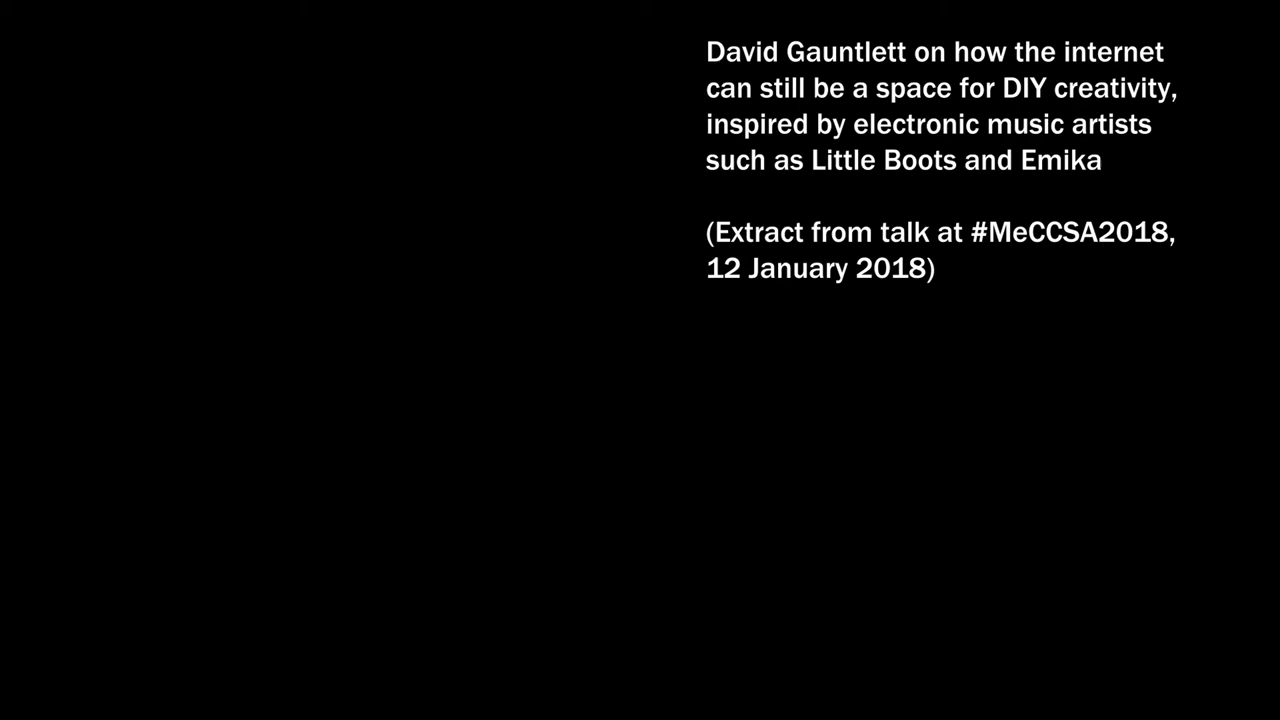 David Gauntlett on how the internet
can still be a space for DIY creativity,
inspired by electronic music artists
such as Little Boots and Emika
(Extract from talk at #MeCCSA2018,
12 January 2018)